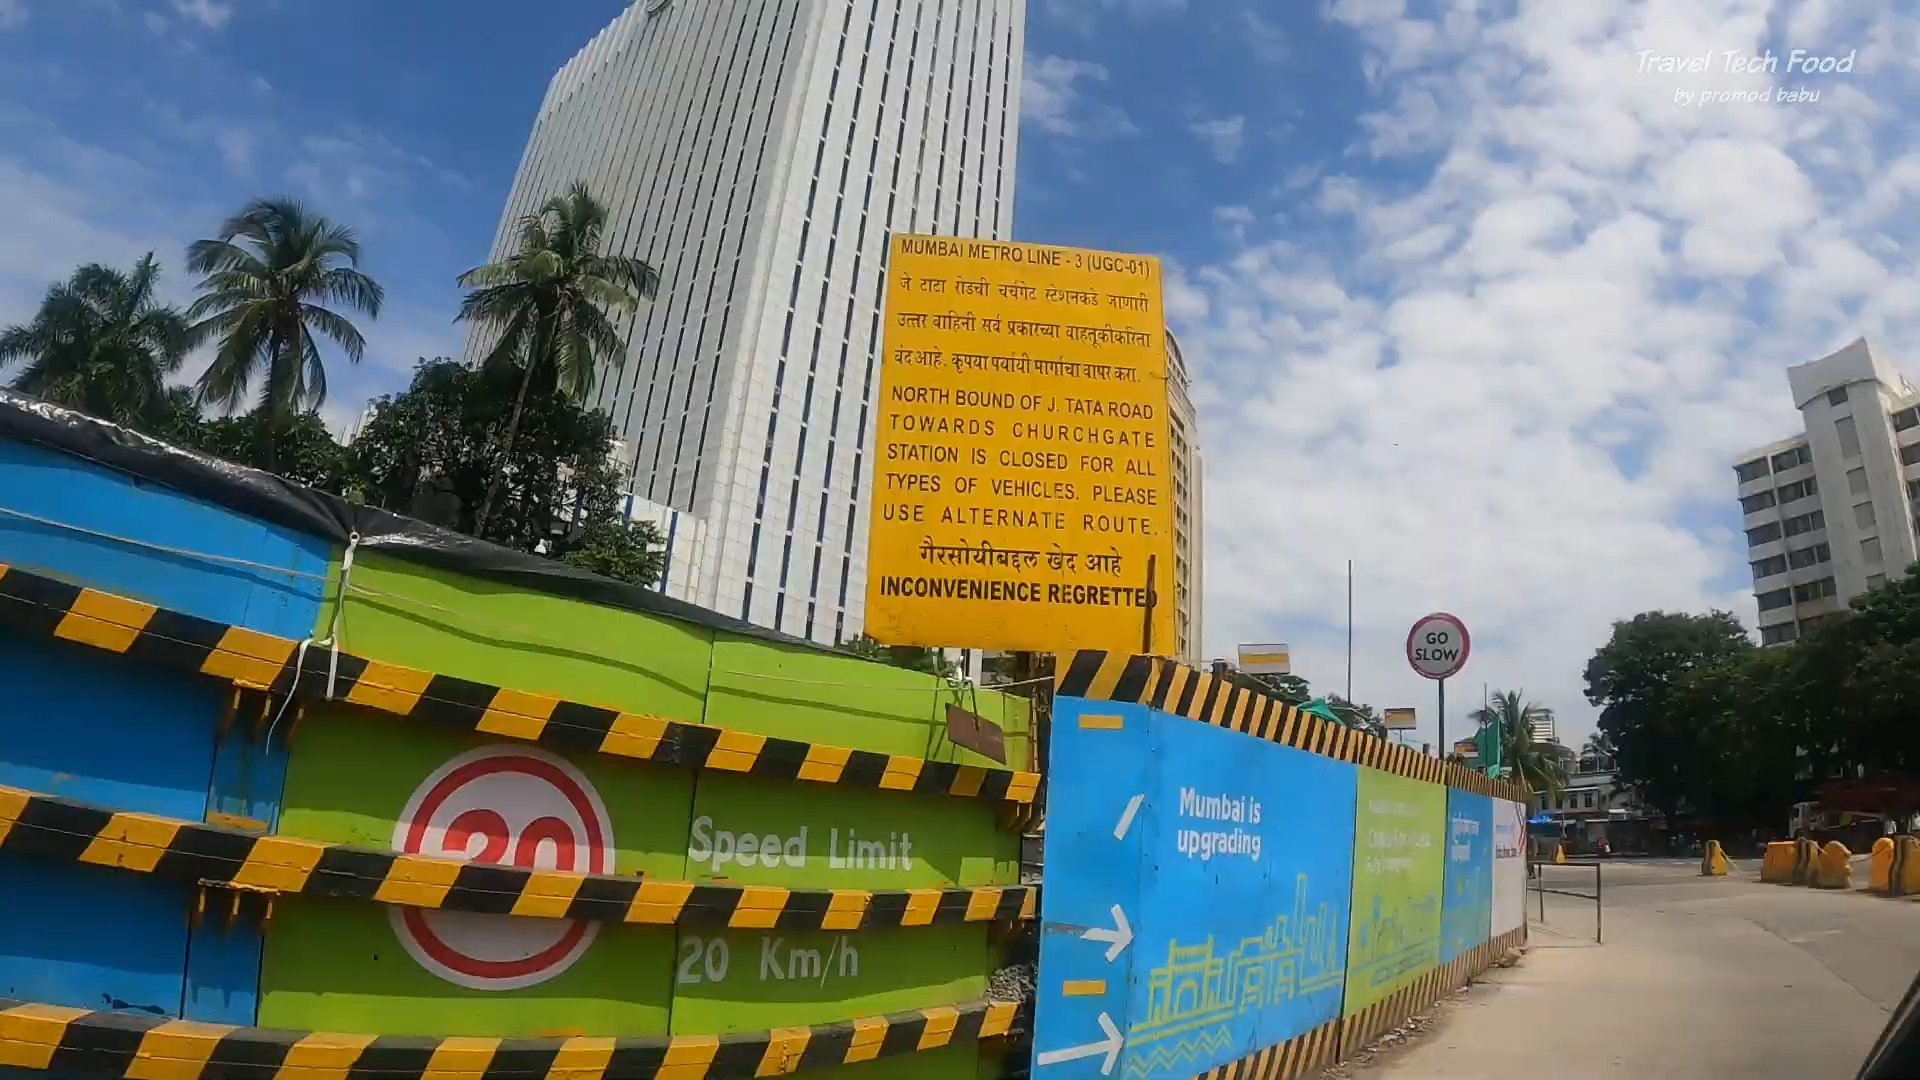 Travel Tech Food
by promod babu
MUMBAI METRO LINE - 3 (UGC-01)
जे टाटा रोडची चर्चगेट स्टेशनकडे जाणारी
उत्तर वाहिनी सर्व प्रकारच्या वाहतूकीकरिता
बंद आहे. कृपया पर्यायी मार्गाचा वापर करा.
NORTH BOUND OF J. TATA ROAD
TOWARDS CHURCHGATE
STATION IS CLOSED FOR ALL
TYPES OF VEHICLES. PLEASE
USE ALTERNATE ROUTE.
गैरसोयीबद्दल खेद आहे
INCONVENIENCE REGRETTED
GO
SLOW
Mumbai is
upgrading
20
Speed Limit
20 Km/h